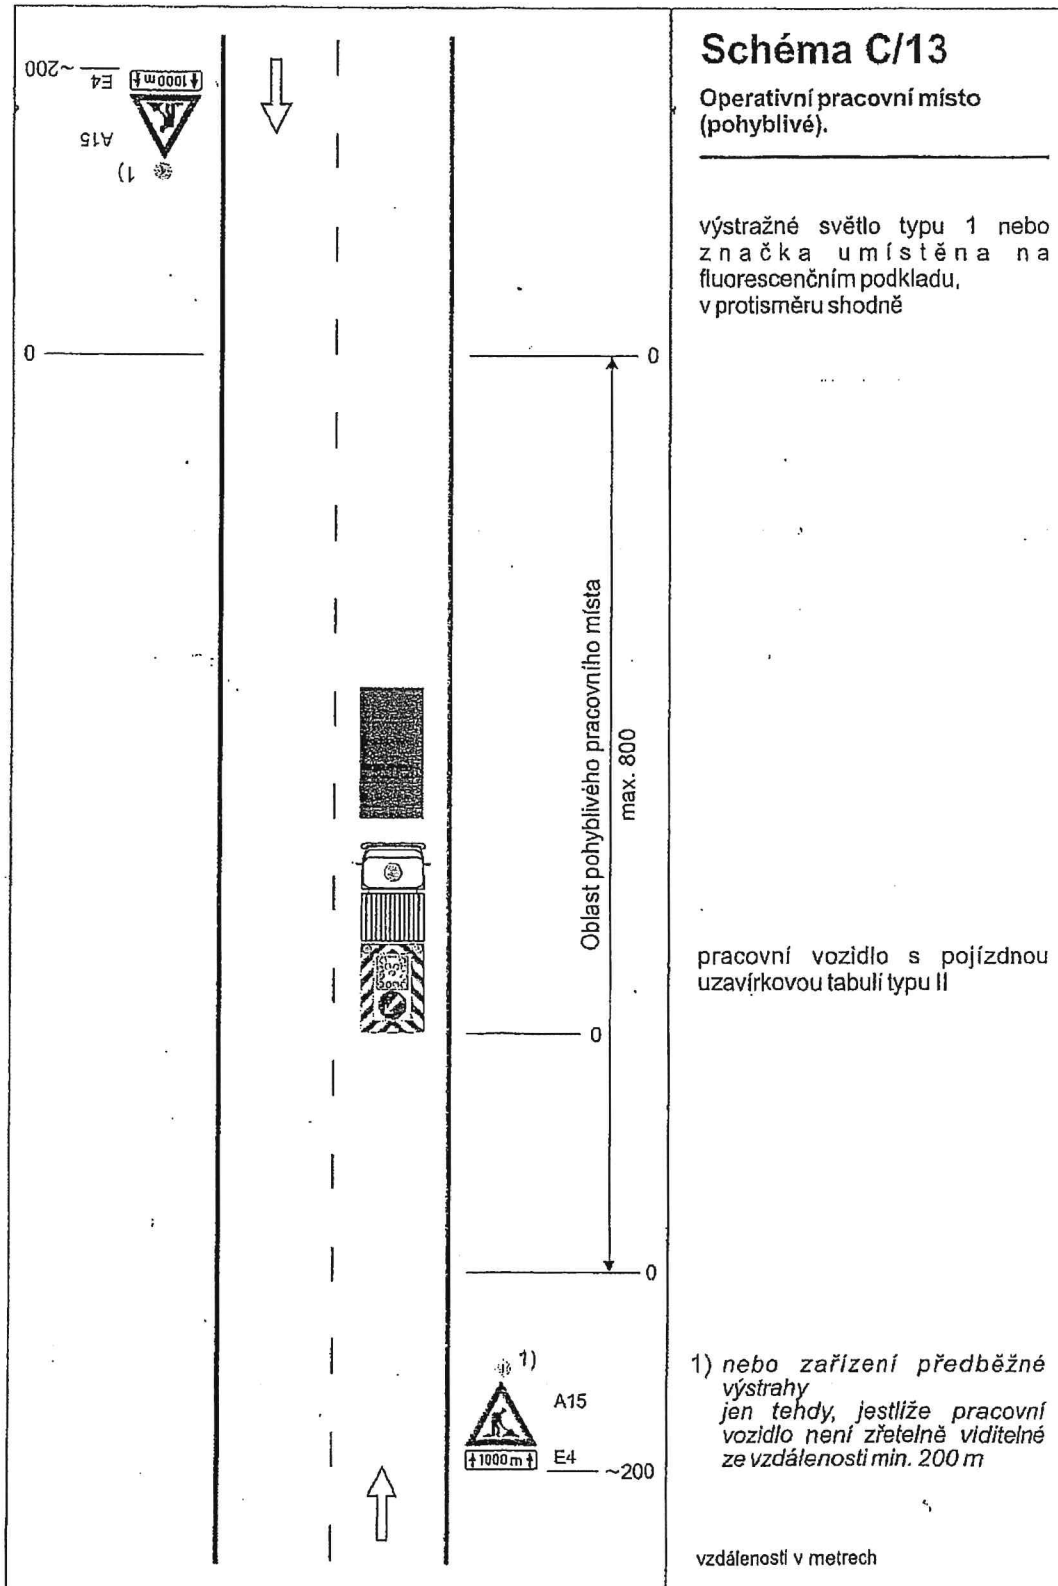 Schéma C/13
Operativní pracovní místo
(pohyblivé).
výstražné světlo typu 1 nebo
značka umístěna na
fluorescenčním podkladu,
v protisměru shodně
~200
E4
1000 m
A15
1)
0
0
Oblast pohyblivého pracovního místa
max. 800
pracovní vozidlo s pojízdnou
uzavírkovou tabulí typu II
0
0
1)
A15
1000 m
E4
~200
1) nebo zařízení předběžné
výstrahy
jen tehdy, jestliže pracovní
vozidlo není zřetelně viditelné
ze vzdálenosti min. 200 m
vzdálenosti v metrech